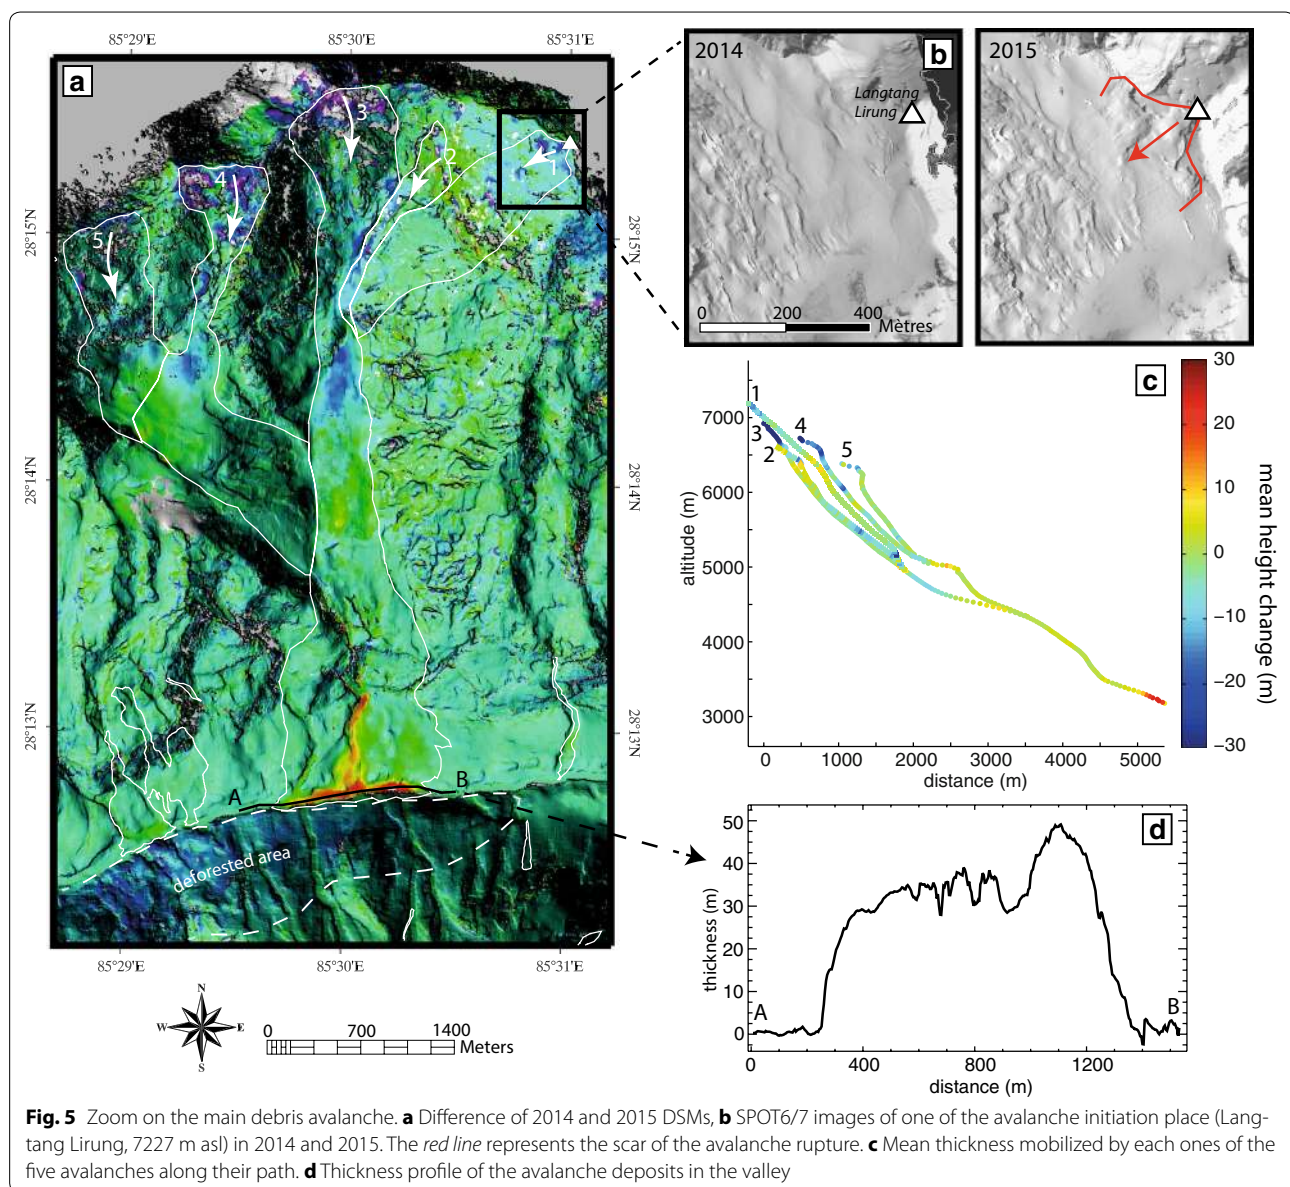 85°29'E 85°30'E 85°31'E
a
3
2
1
4
5
28°15'N 28°15'N
28°14'N 28°14'N
28°13'N 28°13'N
A B
deforested area
85°29'E 85°30'E 85°31'E
N
W E
S
0 700 1400
Meters
2014
b
Langtang
Lirung
0 200 400
Mètres
2015
c
1
3
2
4
5
7000
6000
5000
4000
3000
altitude (m)
0 1000 2000 3000 4000 5000
distance (m)
30
20
10
0
−10
−20
−30
mean height change (m)
d
50
40
30
20
10
0
thickness (m)
A B
0 400 800 1200
distance (m)
Fig. 5 Zoom on the main debris avalanche. a Difference of 2014 and 2015 DSMs, b SPOT6/7 images of one of the avalanche initiation place (Lang-
tang Lirung, 7227 m asl) in 2014 and 2015. The red line represents the scar of the avalanche rupture. c Mean thickness mobilized by each ones of the
five avalanches along their path. d Thickness profile of the avalanche deposits in the valley